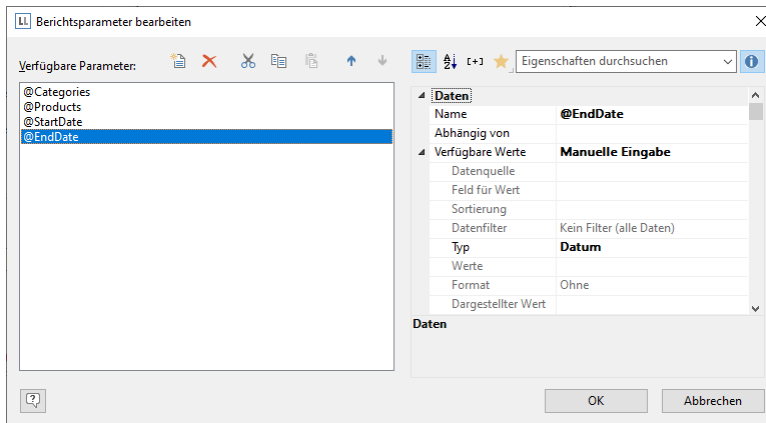 LL Berichtsparameter bearbeiten
Verfügbare Parameter:
Eigenschaften durchsuchen
@Categories
@Products
@StartDate
@EndDate
Daten
Name @EndDate
Abhängig von
Verfügbare Werte Manuelle Eingabe
Datenquelle
Feld für Wert
Sortierung
Datenfilter Kein Filter (alle Daten)
Typ Datum
Werte
Format Ohne
Dargestellter Wert
Daten
OK Abbrechen